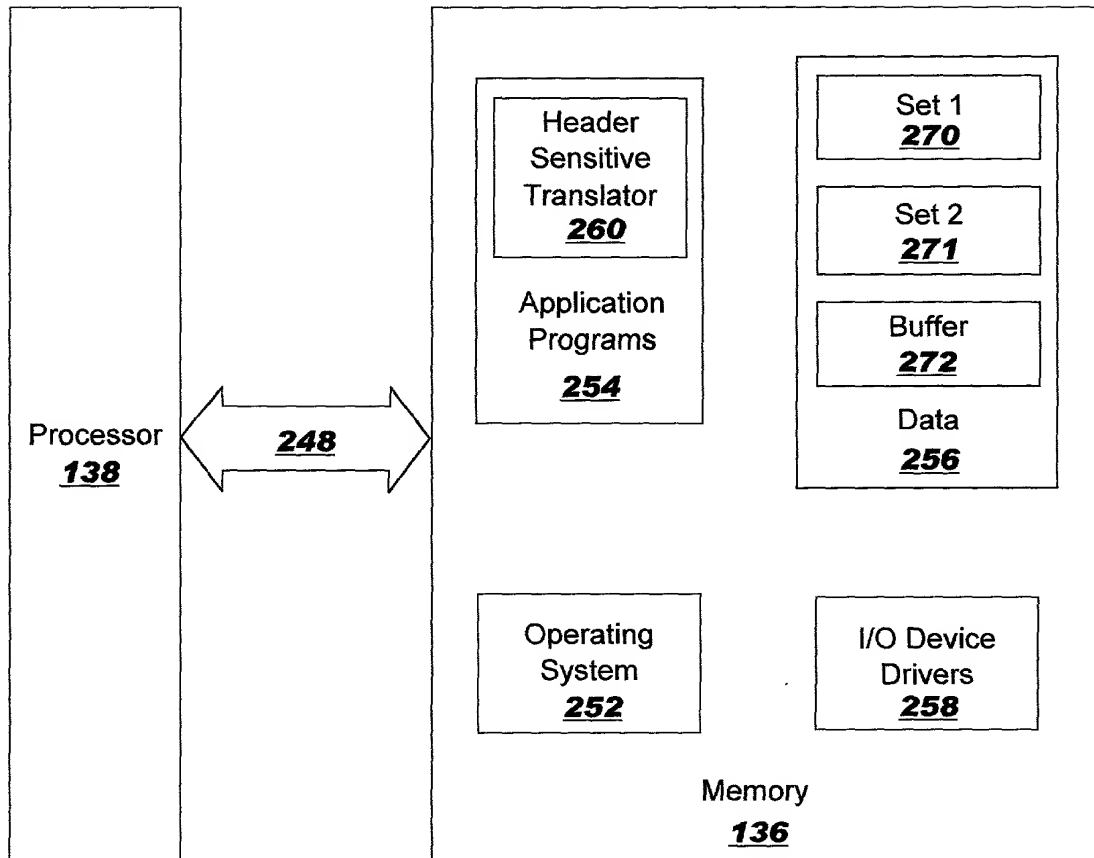 Processor
138
248
Header
Sensitive
Translator
260
Application
Programs
254
Set 1
270
Set 2
271
Buffer
272
Data
256
Operating
System
252
I/O Device
Drivers
258
Memory
136